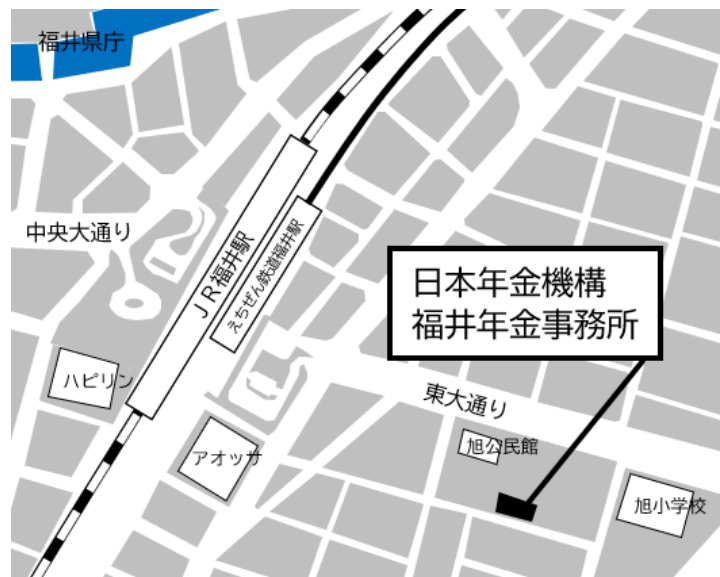 福井県庁
中央大通り
JR福井駅
えちぜん鉄道福井駅
日本年金機構
福井年金事務所
ハピリン
東大通り
アオッサ
旭公民館
旭小学校